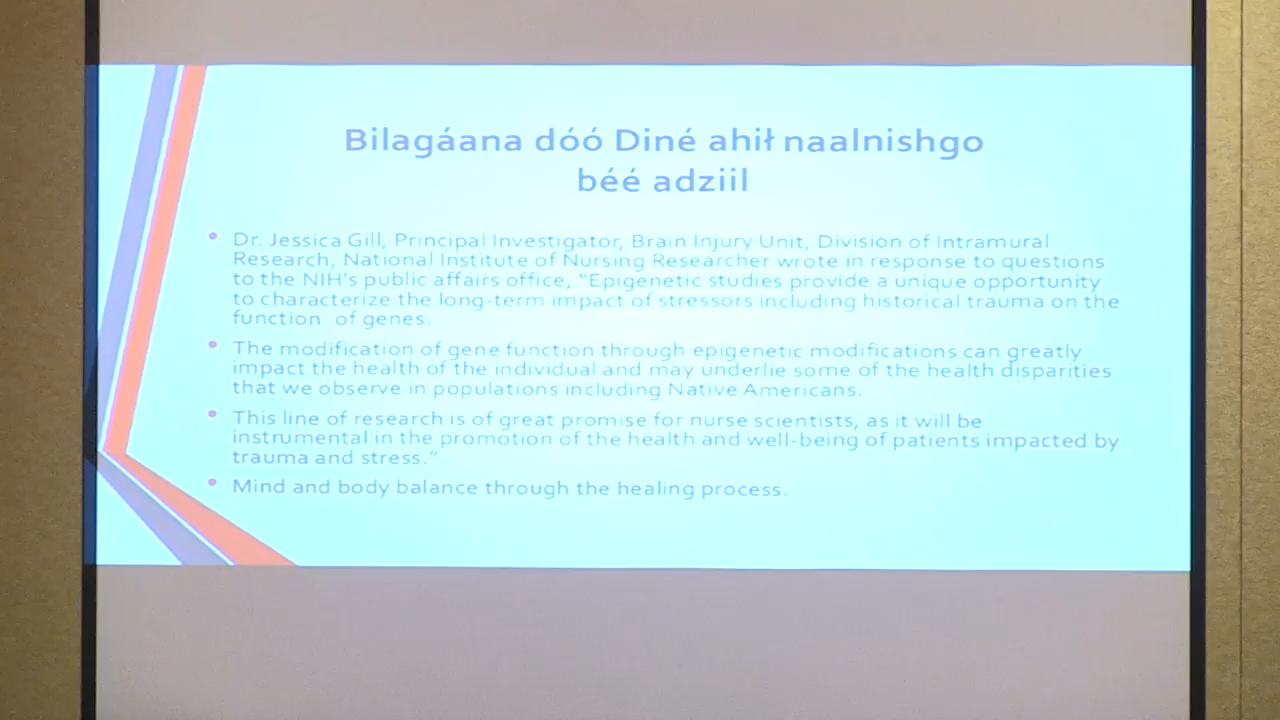 Bilagáana dóó Diné ahił naalnishgo
béé adziil
• Dr. Jessica Gill, Principal Investigator, Brain Injury Unit, Division of Intramural
Research, National Institute of Nursing Researcher wrote in response to questions
to the NIH's public affairs office, "Epigenetic studies provide a unique opportunity
to characterize the long-term impact of stressors including historical trauma on the
function of genes.
• The modification of gene function through epigenetic modifications can greatly
impact the health of the individual and may underlie some of the health disparities
that we observe in populations including Native Americans.
• This line of research is of great promise for nurse scientists, as it will be
instrumental in the promotion of the health and well-being of patients impacted by
trauma and stress."
• Mind and body balance through the healing process.